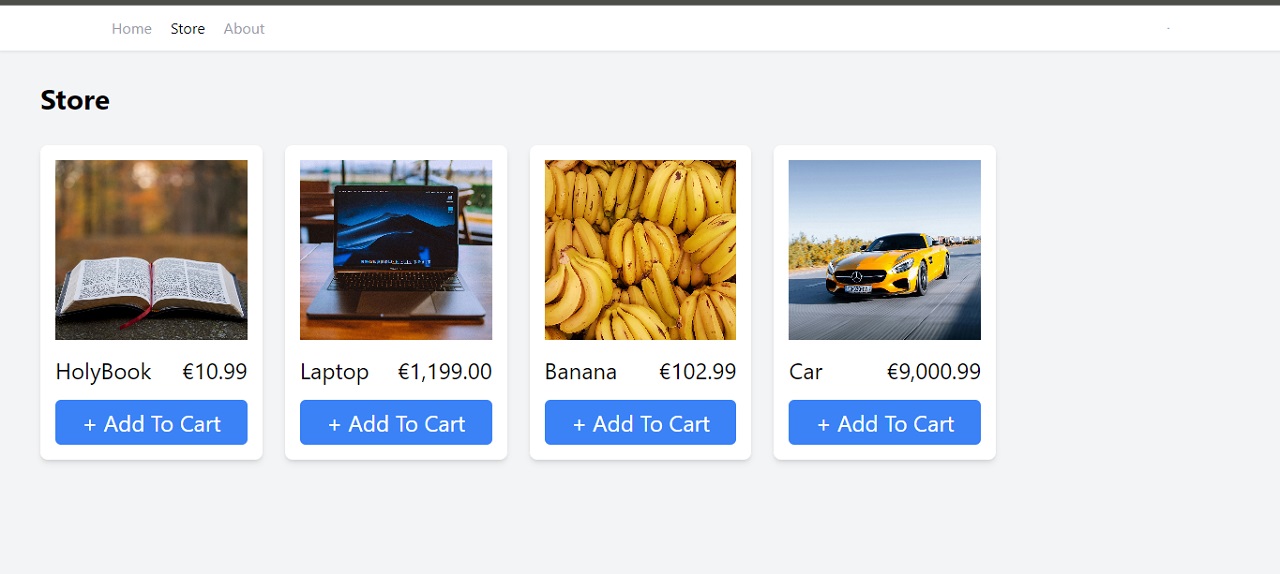 Home Store About
Store
HolyBook €10.99
Laptop €1,199.00
Banana €102.99
Car €9,000.99
+ Add To Cart
+ Add To Cart
+ Add To Cart
+ Add To Cart